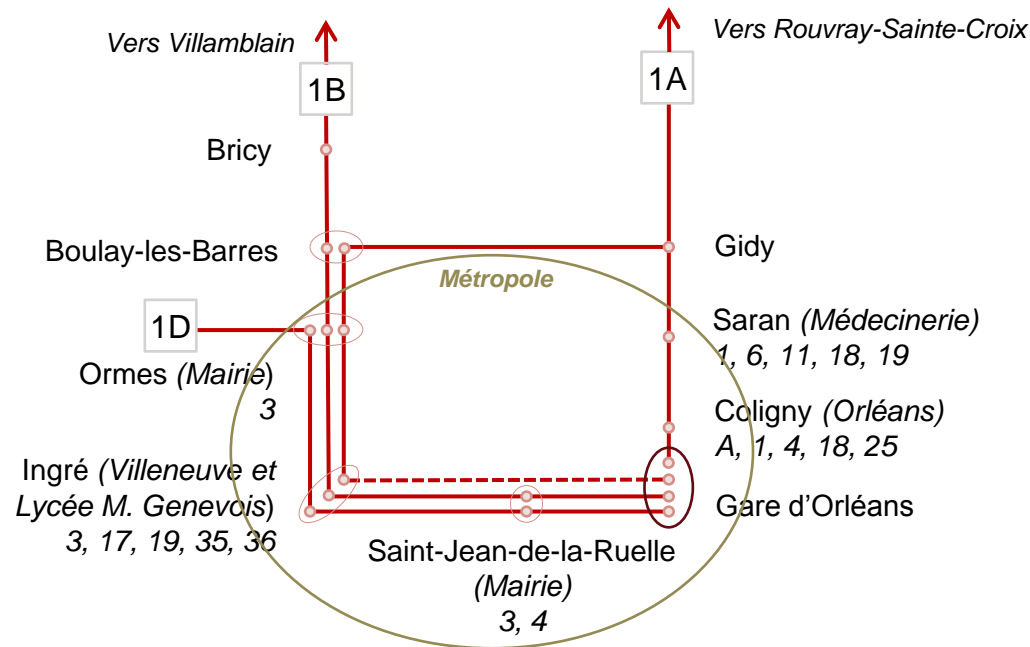 Vers Villamblain
Vers Rouvray-Sainte-Croix
1B
1A
Bricy
Boulay-les-Barres
Gidy
Métropole
1D
Saran (Médecinerie)
1, 6, 11, 18, 19
Ormes (Mairie)
3
Coligny (Orléans)
A, 1, 4, 18, 25
Ingré (Villeneuve et
Lycée M. Genevois)
3, 17, 19, 35, 36
Gare d’Orléans
Saint-Jean-de-la-Ruelle
(Mairie)
3, 4